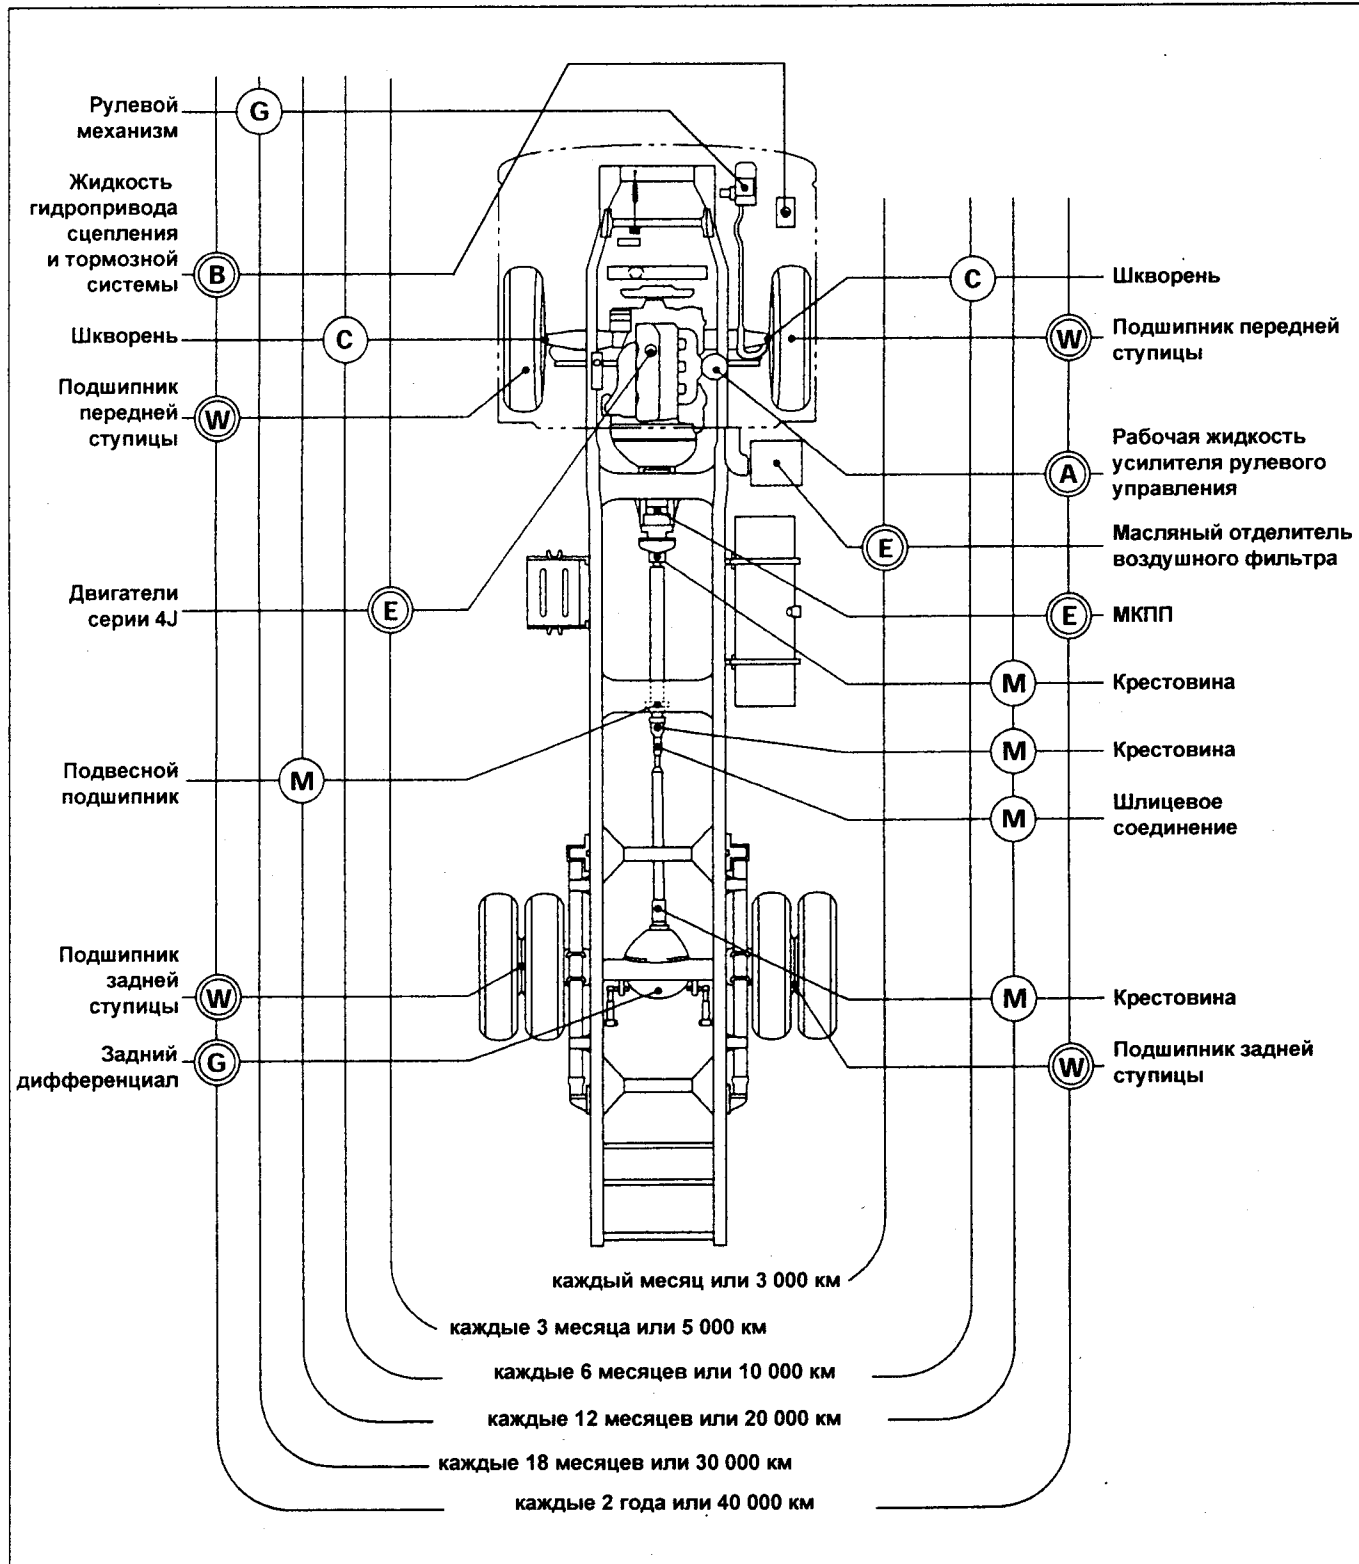 Рулевой
механизм
G
Жидкость
гидропривода
сцепления
и тормозной
системы
B
Шкворень
C
Подшипник
передней
ступицы
W
Двигатели
серии 4J
E
Подвесной
подшипник
M
Подшипник
задней
ступицы
W
Задний
дифференциал
G
C
Шкворень
W
Подшипник передней
ступицы
A
Рабочая жидкость
усилителя рулевого
управления
E
Масляный отделитель
воздушного фильтра
E
МКПП
M
Крестовина
M
Крестовина
M
Шлицевое
соединение
M
Крестовина
W
Подшипник задней
ступицы
каждый месяц или 3 000 км
каждые 3 месяца или 5 000 км
каждые 6 месяцев или 10 000 км
каждые 12 месяцев или 20 000 км
каждые 18 месяцев или 30 000 км
каждые 2 года или 40 000 км